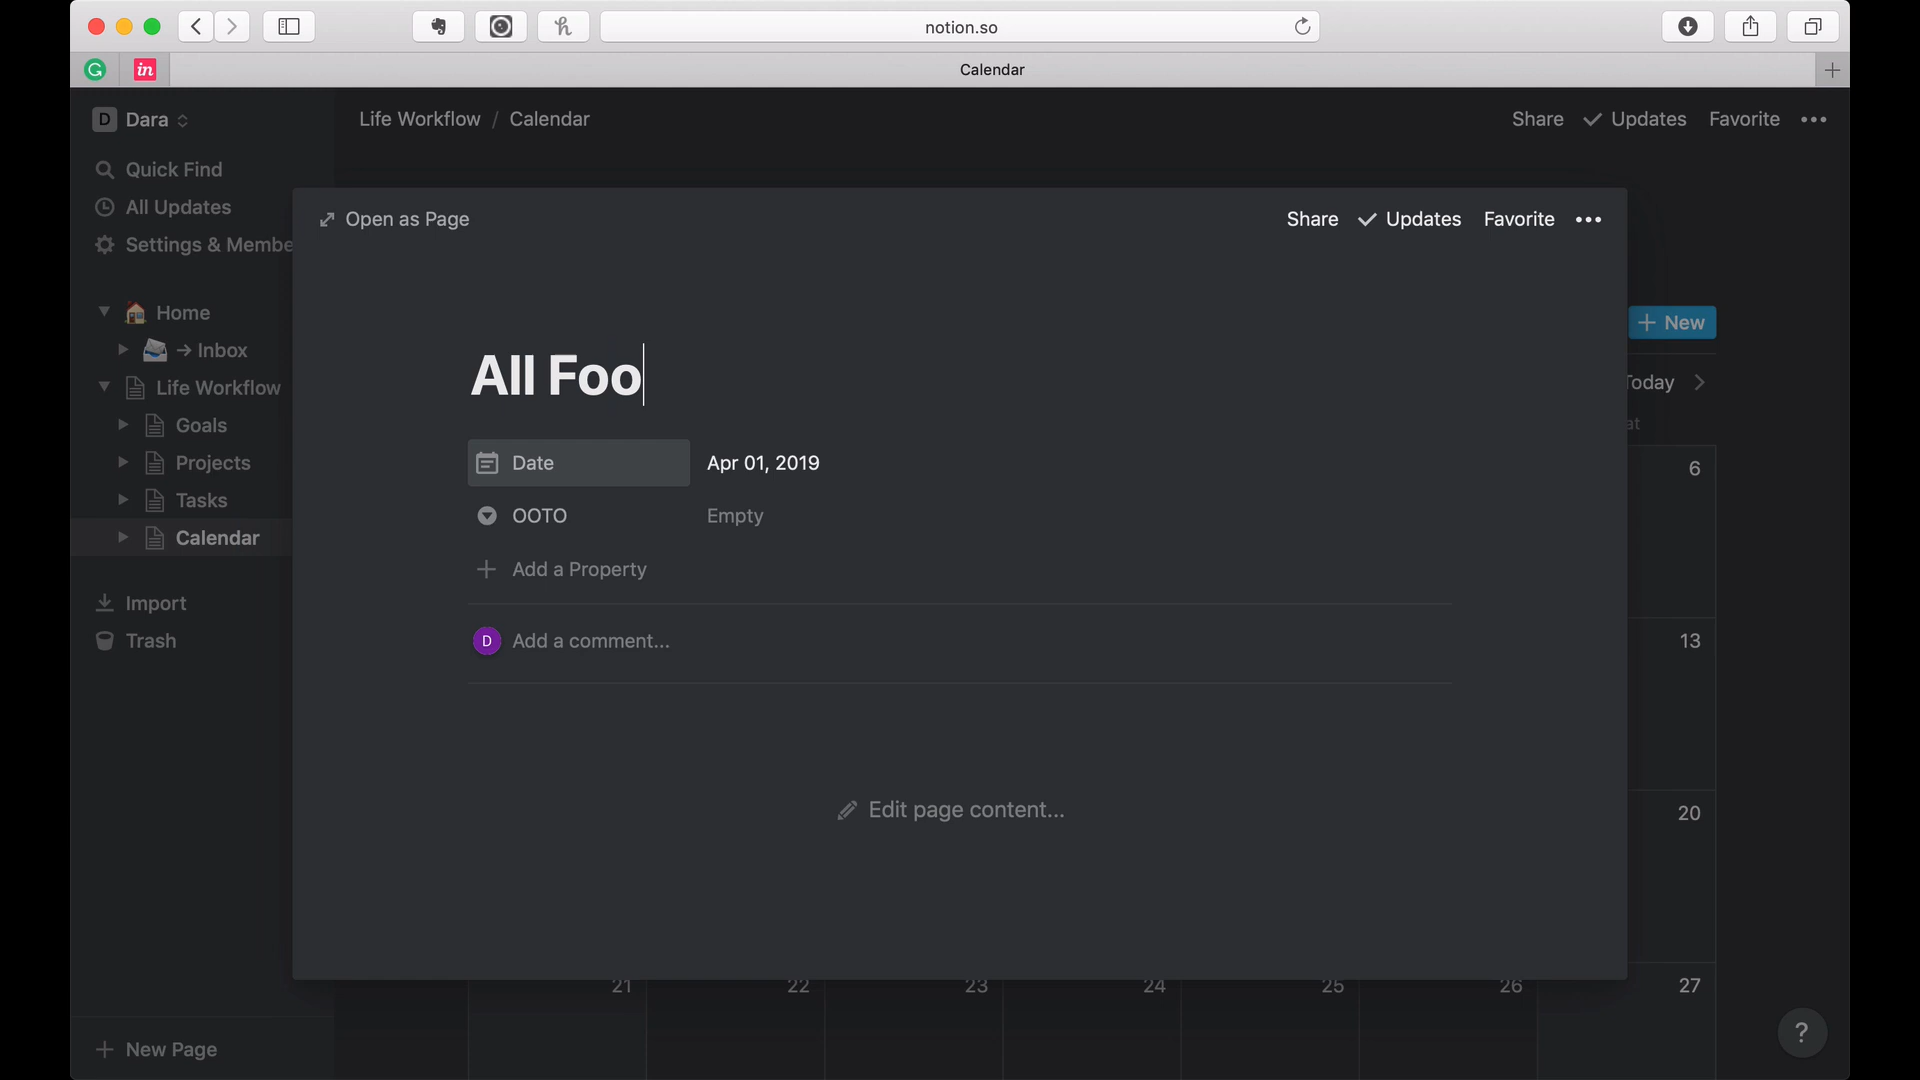 notion.so
Calendar
D Dara
Life Workflow / Calendar
Share Updates Favorite
Quick Find
All Updates
Settings & Membe
Open as Page
Share Updates Favorite
Home
→ Inbox
Life Workflow
Goals
Projects
Tasks
Calendar
Import
Trash
New Page
All Foo
Date Apr 01, 2019
OOTO Empty
Add a Property
D Add a comment...
Edit page content...
New
Today
at
6
13
20
21 22 23 24 25 26 27
?